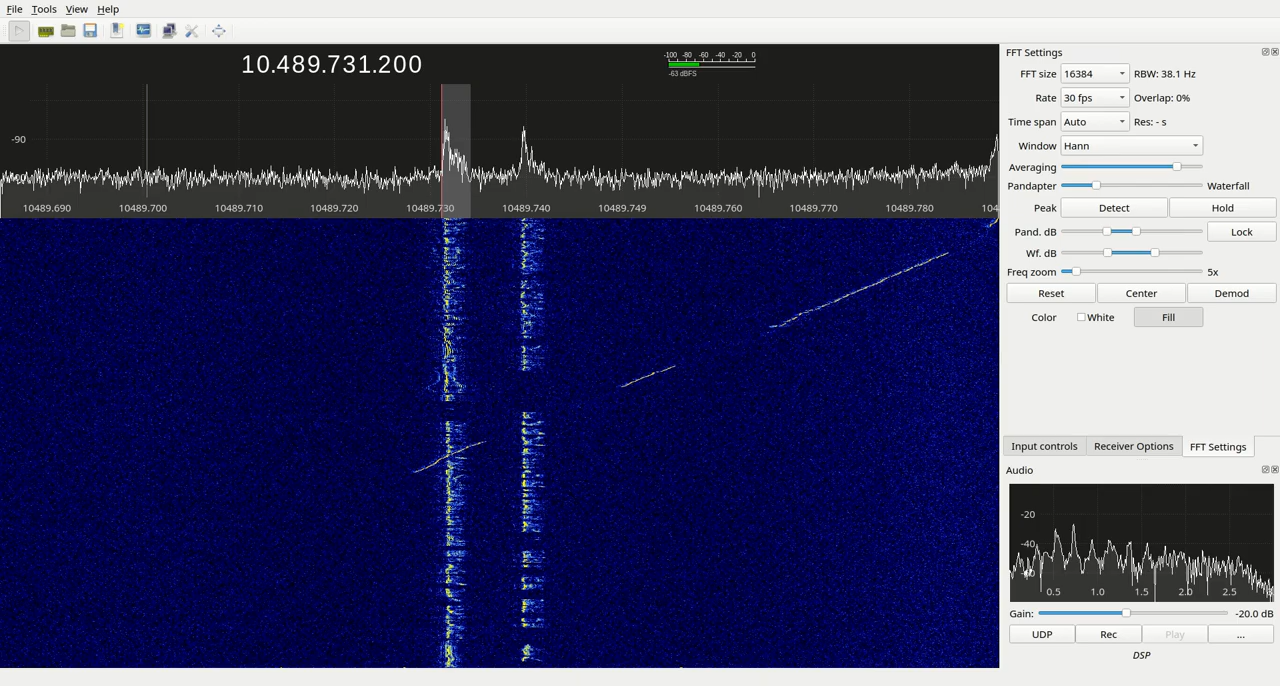 File Tools View Help
10.489.731.200
-100 -80 -60 -40 -20 0
-63 dBFS
-90
10489.690 10489.700 10489.710 10489.720 10489.730 10489.740 10489.749 10489.760 10489.770 10489.780 104
FFT Settings
FFT size 16384 RBW: 38.1 Hz
Rate 30 fps Overlap: 0%
Time span Auto Res: - s
Window Hann
Averaging
Pandapter Waterfall
Peak Detect Hold
Pand. dB Lock
Wf. dB
Freq zoom 5x
Reset Center Demod
Color White Fill
Input controls Receiver Options FFT Settings
Audio
-20
-40
0.5 1.0 1.5 2.0 2.5
Gain: -20.0 dB
UDP Rec Play ...
DSP